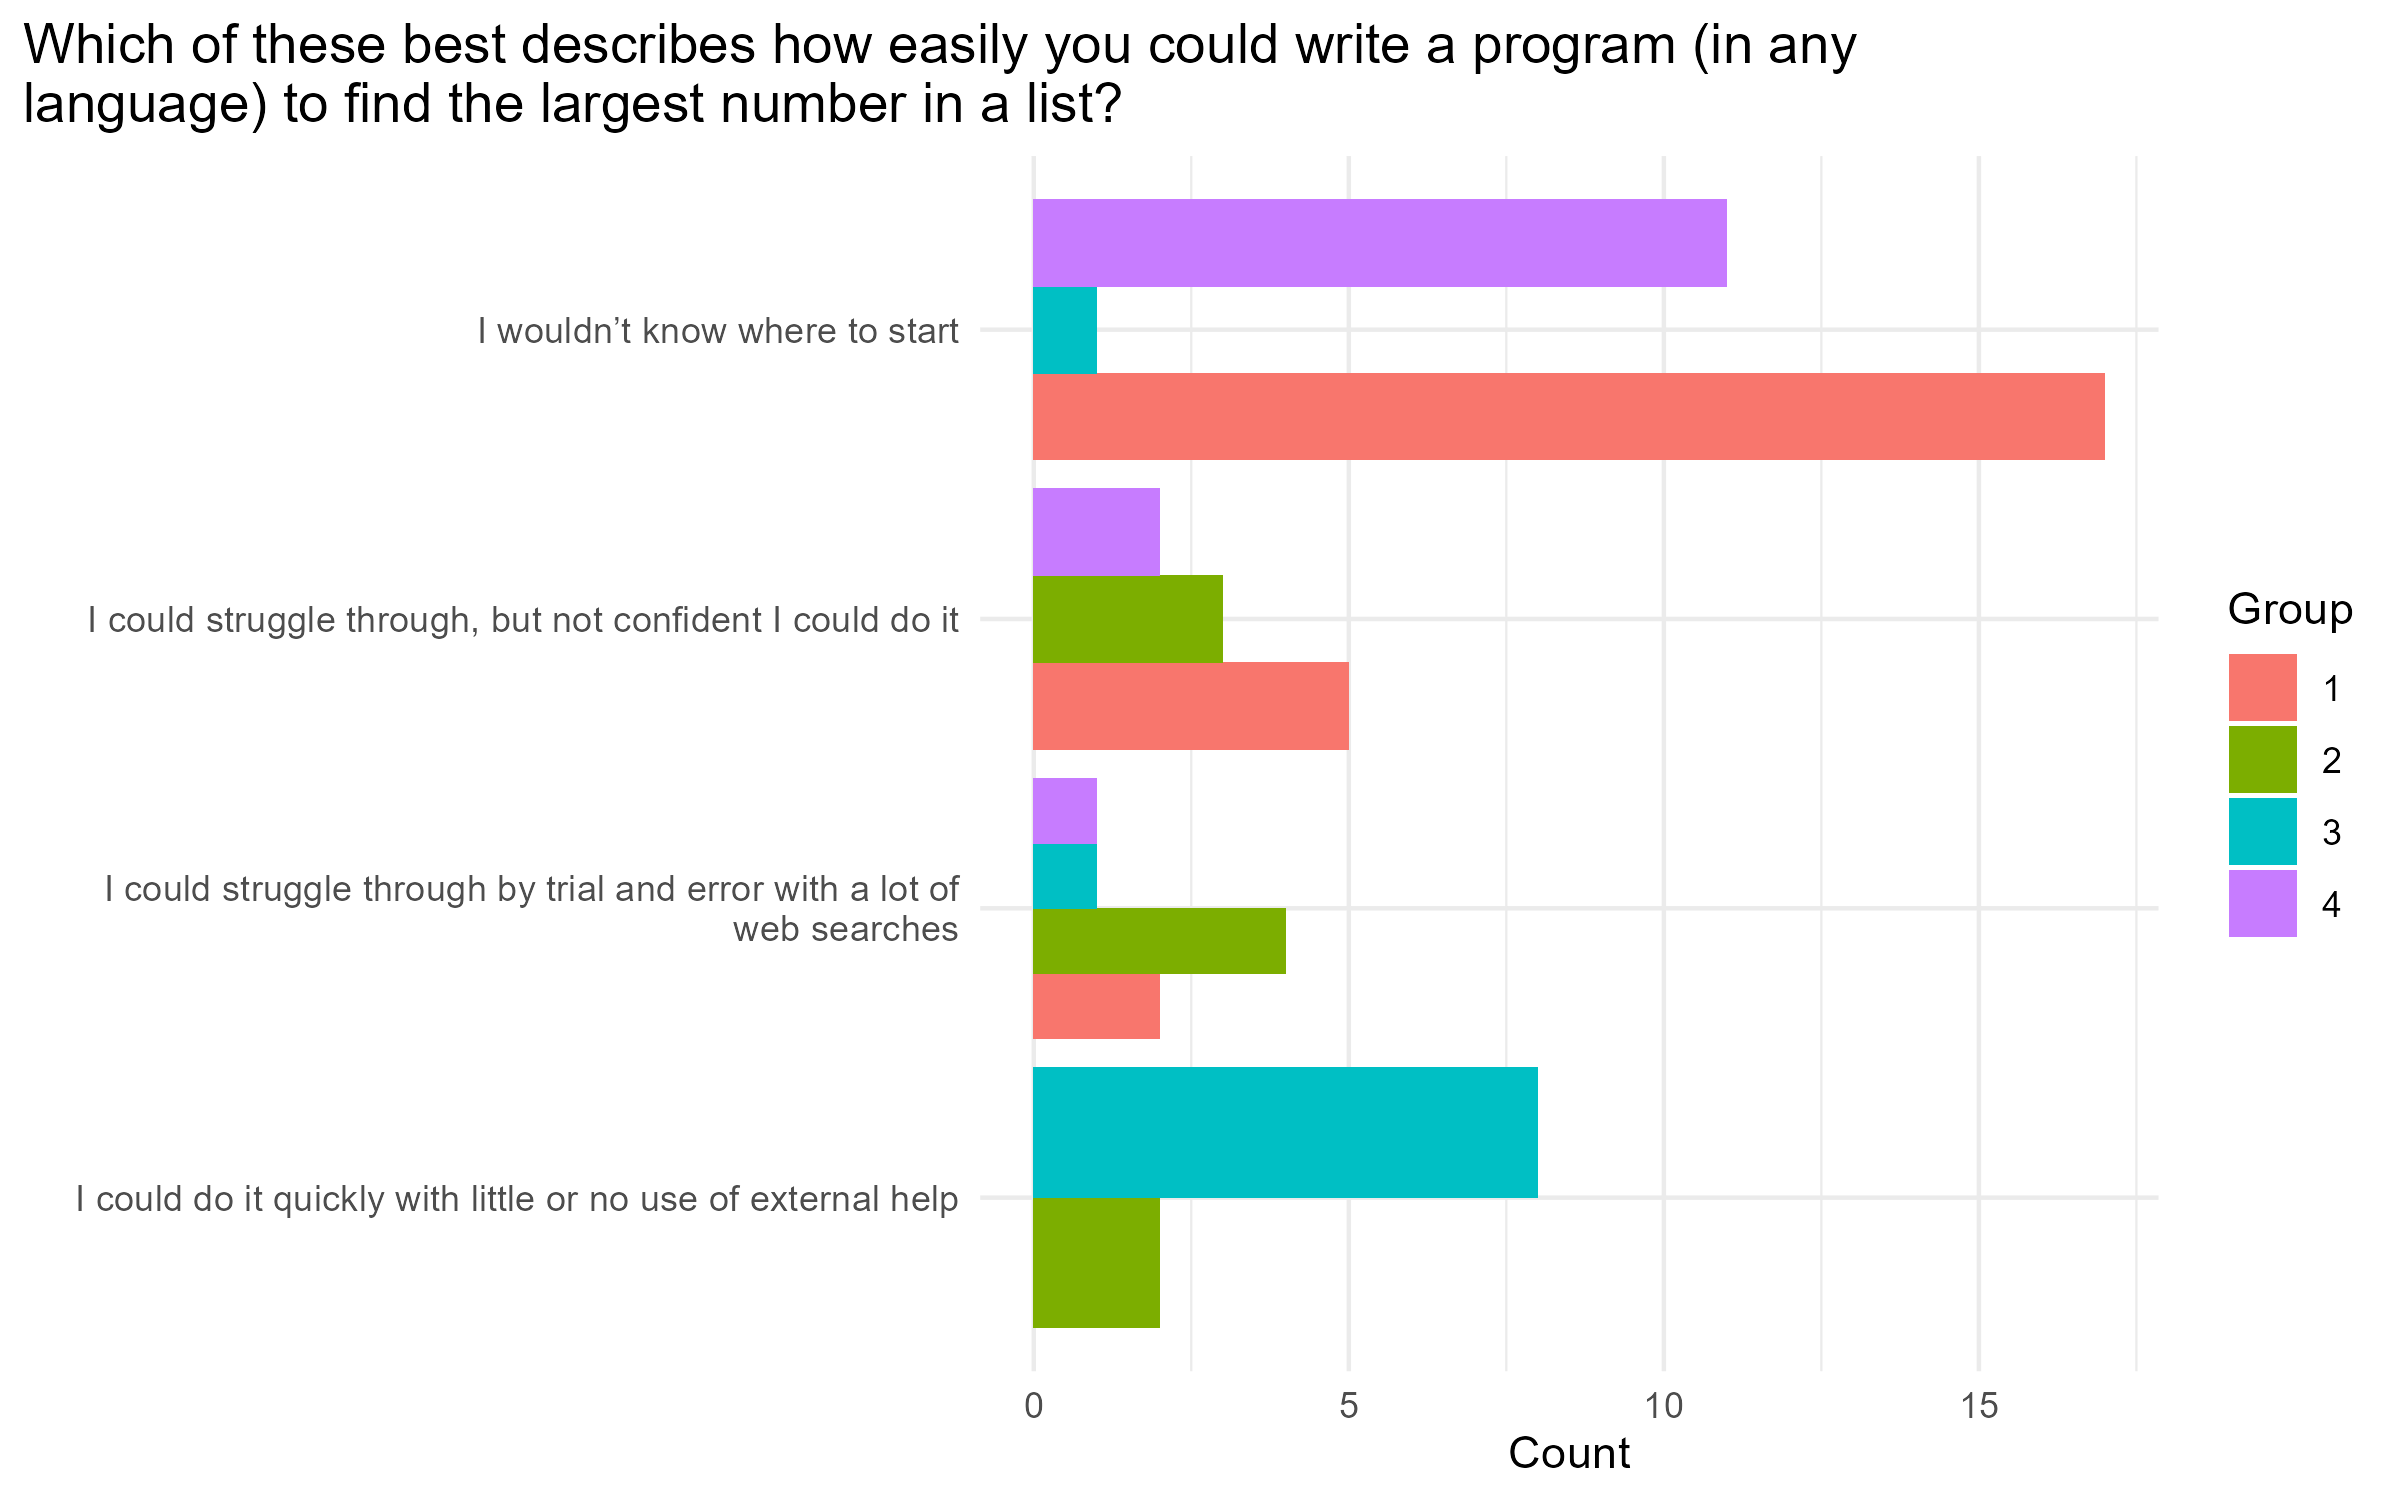 Which of these best describes how easily you could write a program (in any
language) to find the largest number in a list?
I wouldn’t know where to start
I could struggle through, but not confident I could do it
I could struggle through by trial and error with a lot of
web searches
I could do it quickly with little or no use of external help
0
5
10
15
Count
Group
1
2
3
4